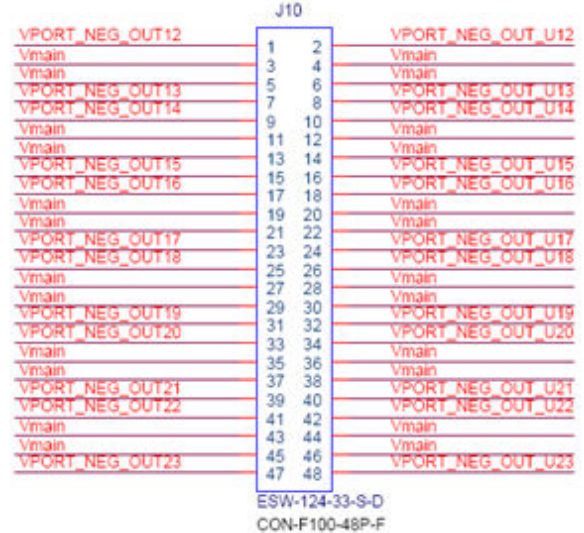 J10
VPORT_NEG_OUT12 1 2 VPORT_NEG_OUT_U12
Vmain 3 4 Vmain
Vmain 5 6 Vmain
VPORT_NEG_OUT13 7 8 VPORT_NEG_OUT_U13
VPORT_NEG_OUT14 9 10 VPORT_NEG_OUT_U14
Vmain 11 12 Vmain
Vmain 13 14 Vmain
VPORT_NEG_OUT15 15 16 VPORT_NEG_OUT_U15
VPORT_NEG_OUT16 17 18 VPORT_NEG_OUT_U16
Vmain 19 20 Vmain
Vmain 21 22 Vmain
VPORT_NEG_OUT17 23 24 VPORT_NEG_OUT_U17
VPORT_NEG_OUT18 25 26 VPORT_NEG_OUT_U18
Vmain 27 28 Vmain
Vmain 29 30 Vmain
VPORT_NEG_OUT19 31 32 VPORT_NEG_OUT_U19
VPORT_NEG_OUT20 33 34 VPORT_NEG_OUT_U20
Vmain 35 36 Vmain
Vmain 37 38 Vmain
VPORT_NEG_OUT21 39 40 VPORT_NEG_OUT_U21
VPORT_NEG_OUT22 41 42 VPORT_NEG_OUT_U22
Vmain 43 44 Vmain
Vmain 45 46 Vmain
VPORT_NEG_OUT23 47 48 VPORT_NEG_OUT_U23
ESW-124-33-S-D
CON-F100-48P-F